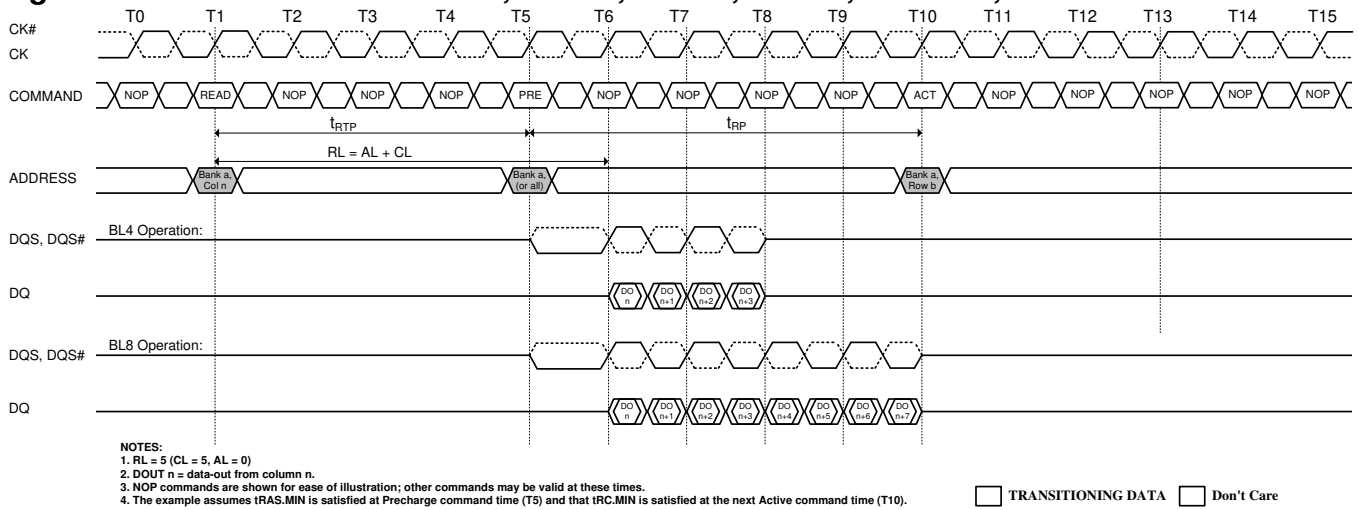 T0 T1 T2 T3 T4 T5 T6 T7 T8 T9 T10 T11 T12 T13 T14 T15
CK#
CK
COMMAND NOP READ NOP NOP NOP PRE NOP NOP NOP NOP ACT NOP NOP NOP NOP NOP
tRTP tRP
RL = AL + CL
ADDRESS Bank a, Col n Bank a, (or all) Bank a, Row b
BL4 Operation:
DQS, DQS#
DQ DO n DO n+1 DO n+2 DO n+3
BL8 Operation:
DQS, DQS#
DQ DO n DO n+1 DO n+2 DO n+3 DO n+4 DO n+5 DO n+6 DO n+7
NOTES:
1. RL = 5 (CL = 5, AL = 0)
2. DOUT n = data-out from column n.
3. NOP commands are shown for ease of illustration; other commands may be valid at these times.
4. The example assumes tRAS.MIN is satisfied at Precharge command time (T5) and that tRC.MIN is satisfied at the next Active command time (T10).
TRANSITIONING DATA Don't Care